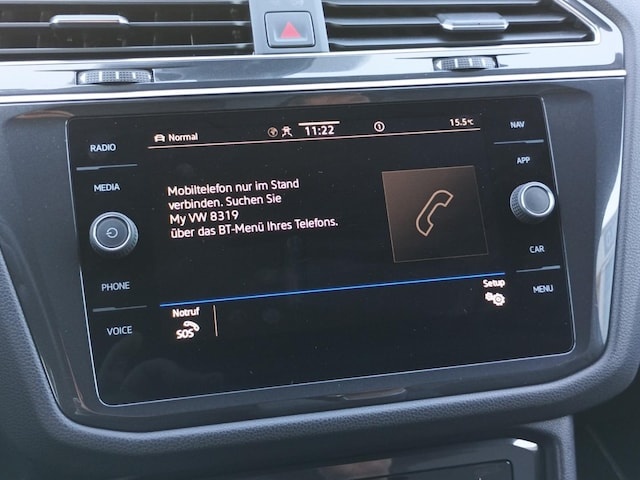 RADIO
MEDIA
PHONE
VOICE
Normal
11:22
15.5°C
Mobiltelefon nur im Stand
verbinden. Suchen Sie
My VW 8319
über das BT-Menü Ihres Telefons.
Notruf
SOS
Setup
NAV
APP
CAR
MENU